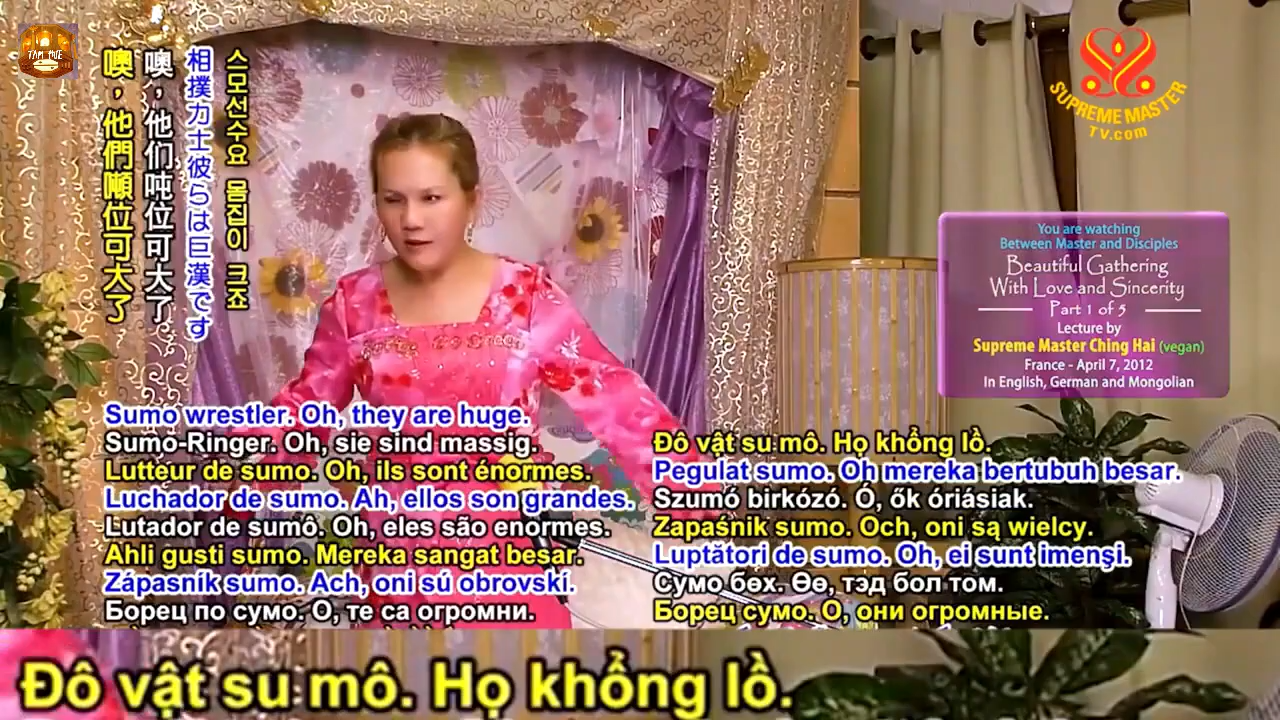 TAM THE
噢，他們噸位可大了
噢，他们吨位可大了
相撲力士彼らは巨漢です
스모선수요 몸집이 크죠
SUPREME MASTER
TV.com
You are watching
Between Master and Disciples
Beautiful Gathering
With Love and Sincerity
Part 1 of 5
Lecture by
Supreme Master Ching Hai (vegan)
France - April 7, 2012
In English, German and Mongolian
Sumo wrestler. Oh, they are huge.
Sumo-Ringer. Oh, sie sind massig.
Lutteur de sumo. Oh, ils sont énormes.
Luchador de sumo. Ah, ellos son grandes.
Lutador de sumô. Oh, eles são enormes.
Ahli gusti sumo. Mereka sangat besar.
Zápasník sumo. Ach, oni sú obrovskí.
Борец по сумо. О, те са огромни.
Đô vật su mô. Họ khổng lồ.
Pegulat sumo. Oh mereka bertubuh besar.
Szumó birkózó. Ó, ők óriásiak.
Zapaśnik sumo. Och, oni są wielcy.
Luptători de sumo. Oh, ei sunt imenşi.
Сумо бөх. Өө, тэд бол том.
Борец сумо. О, они огромные.
Đô vật su mô. Họ khổng lồ.